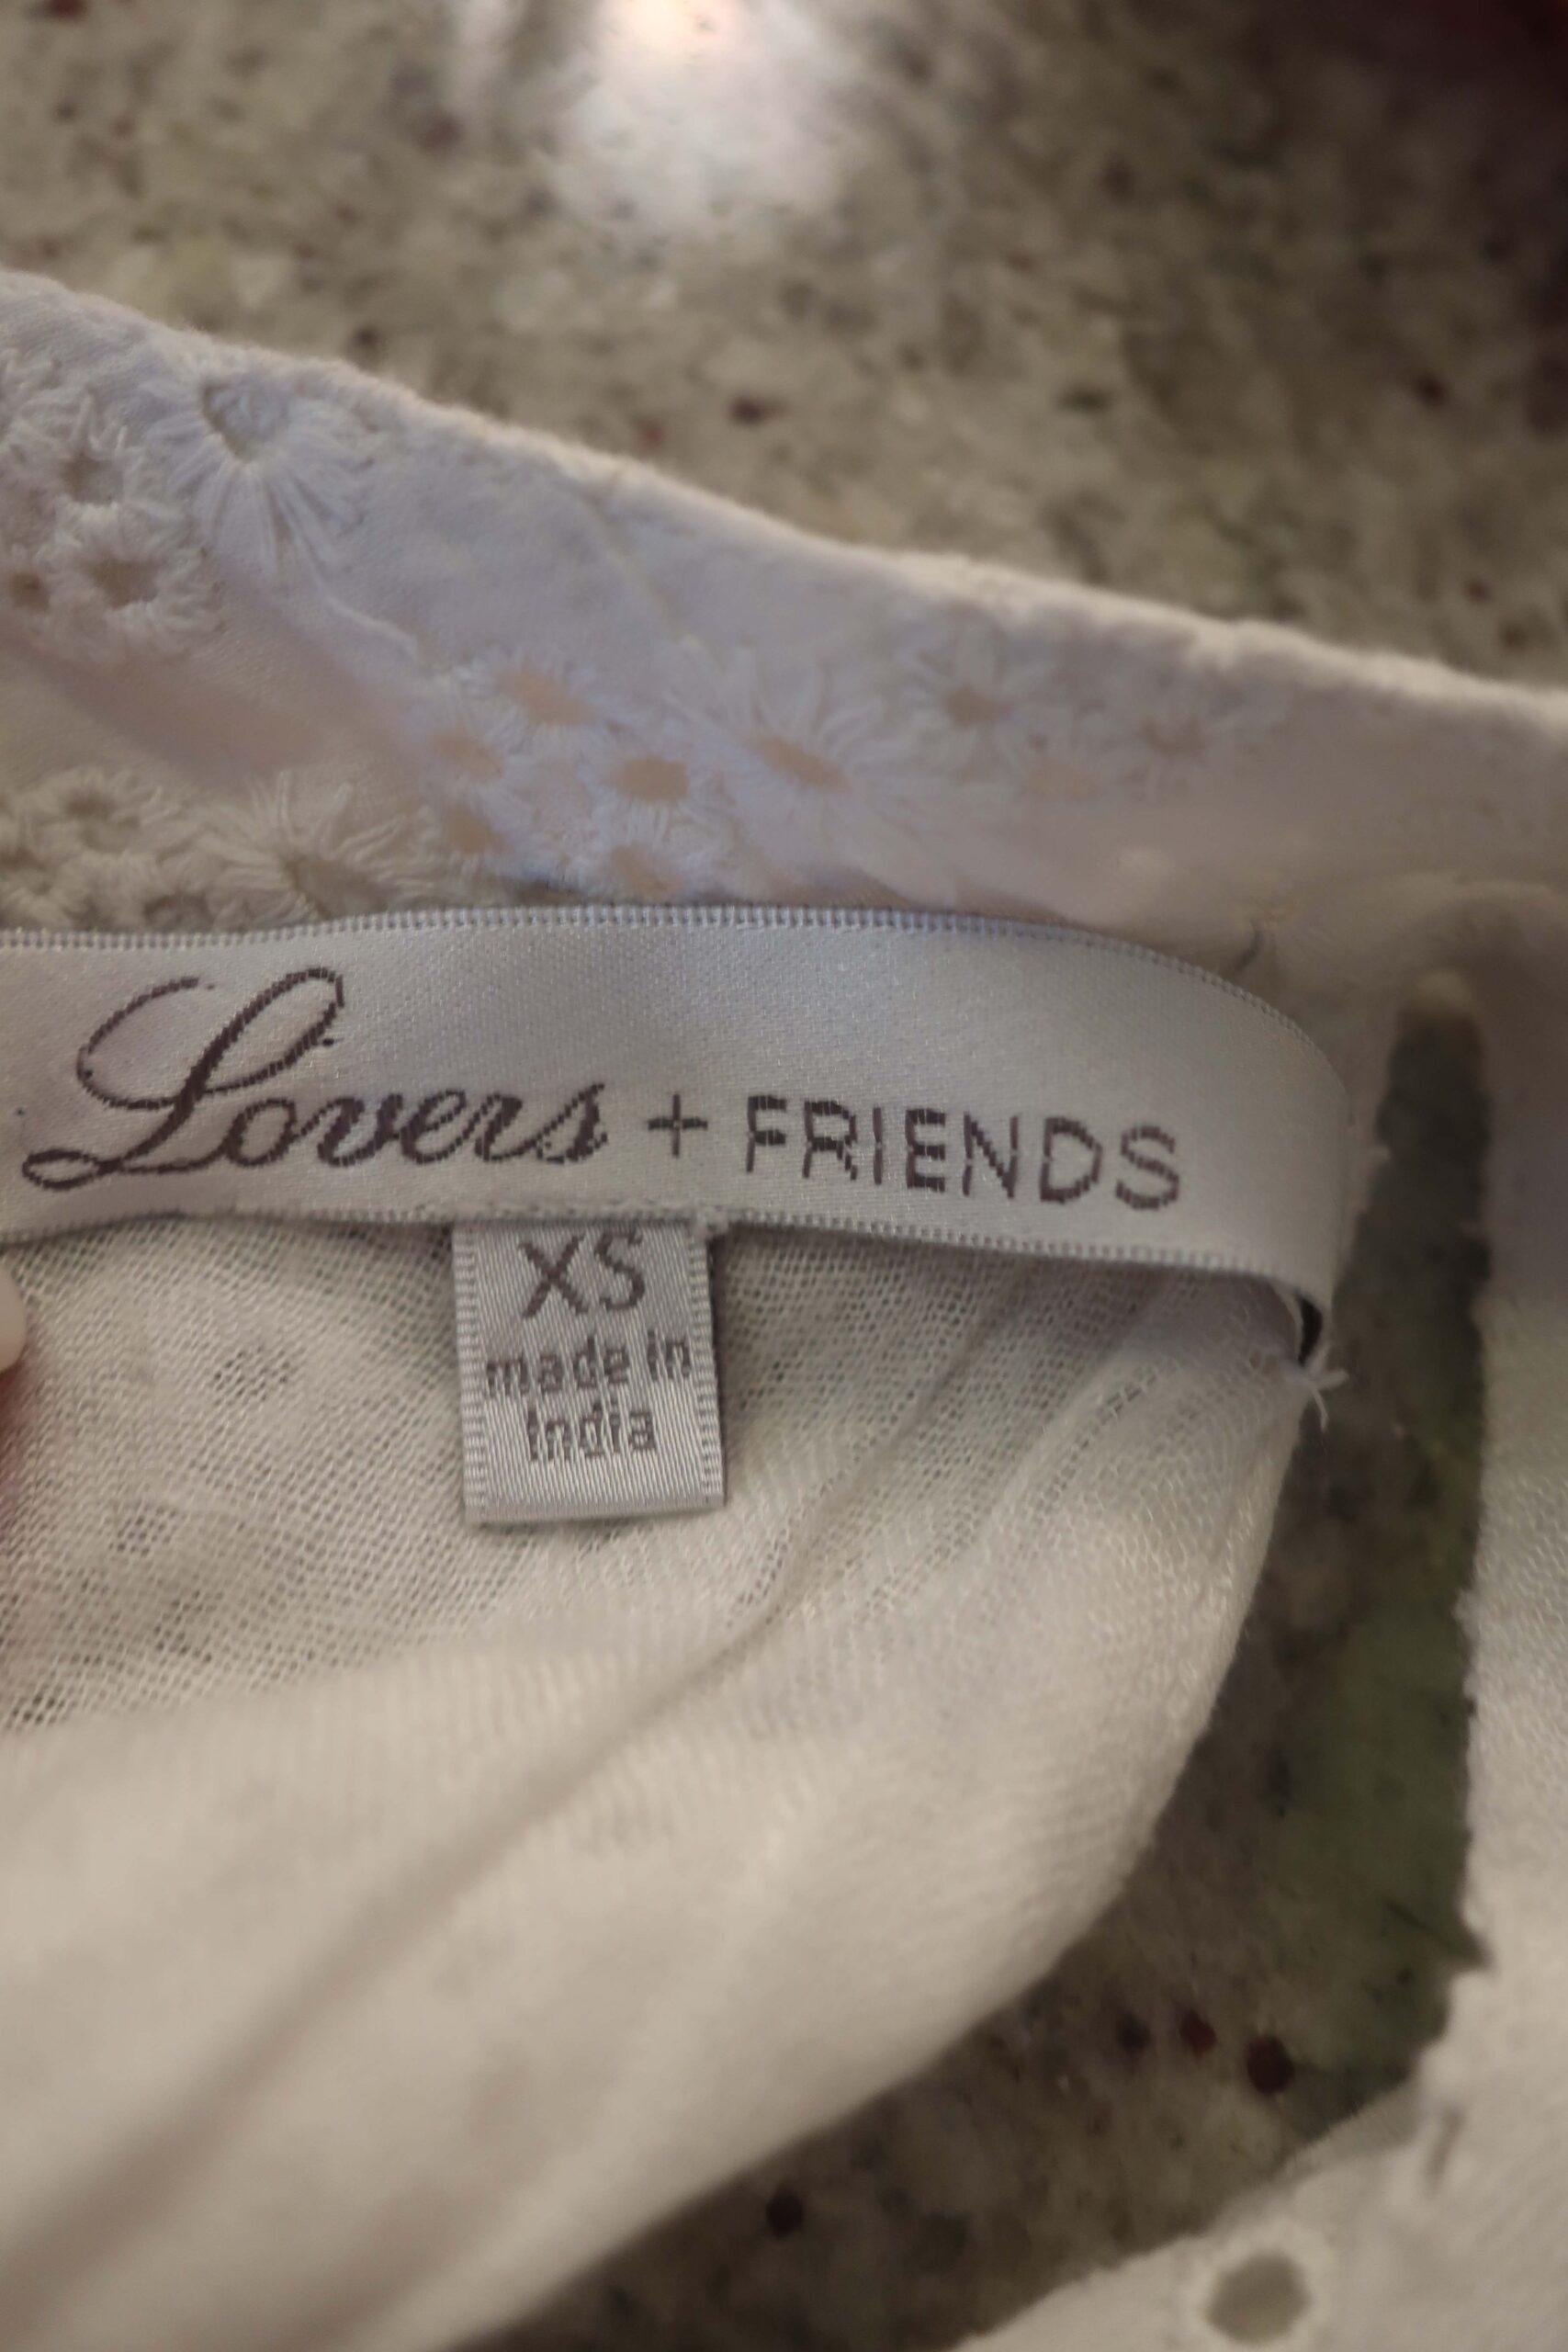 Lovers + FRIENDS
XS
made in
India